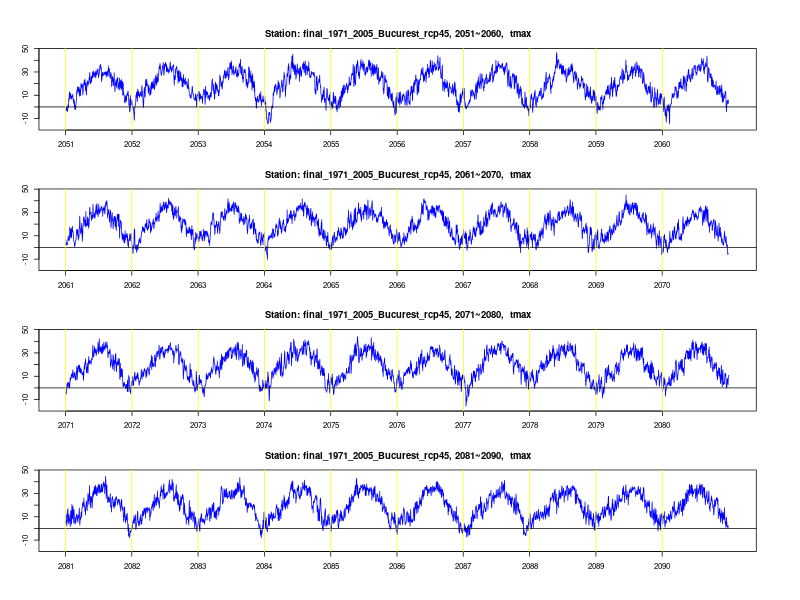 Station: final_1971_2005_Bucurest_rcp45, 2051~2060, tmax
50
30
10
-10
2051 2052 2053 2054 2055 2056 2057 2058 2059 2060
Station: final_1971_2005_Bucurest_rcp45, 2061~2070, tmax
50
30
10
-10
2061 2062 2063 2064 2065 2066 2067 2068 2069 2070
Station: final_1971_2005_Bucurest_rcp45, 2071~2080, tmax
50
30
10
-10
2071 2072 2073 2074 2075 2076 2077 2078 2079 2080
Station: final_1971_2005_Bucurest_rcp45, 2081~2090, tmax
50
30
10
-10
2081 2082 2083 2084 2085 2086 2087 2088 2089 2090